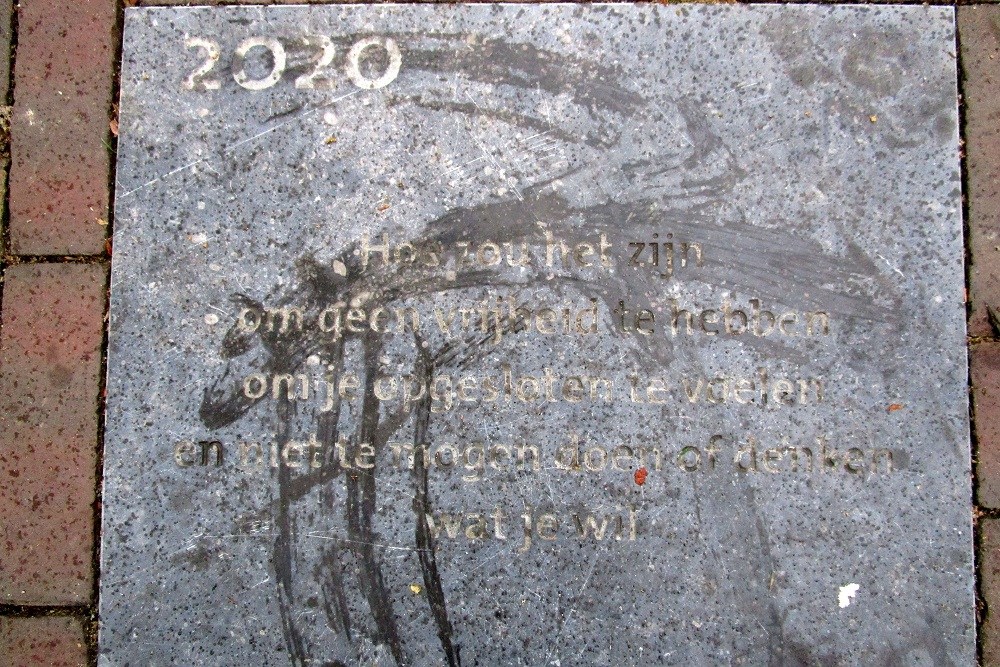 2020
Hoe zou het zijn
om geen vrijheid te hebben
om je opgesloten te voelen
en niet te mogen doen of denken
wat je wil